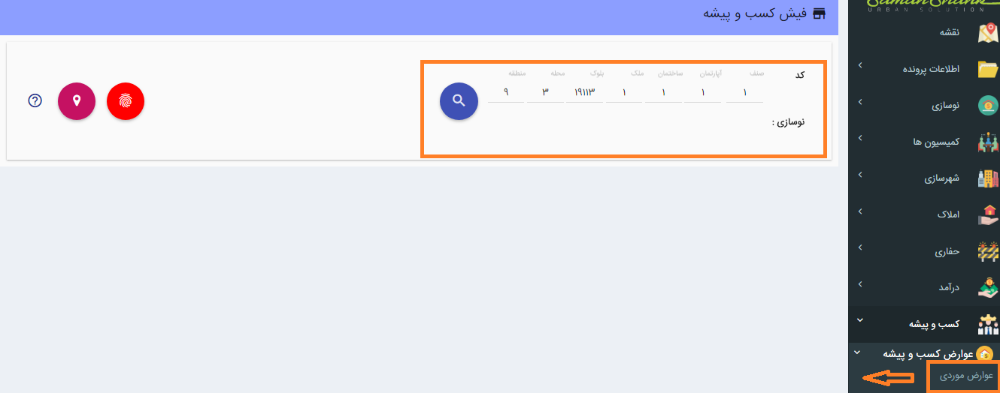 فیش کسب و پیشه
کد
صنف آپارتمان ساختمان ملک بلوک محله منطقه
۱ ۱ ۱ ۱ ۱۹۱۱۳ ۳ ۹
نوسازی :
Saman Shahr
URBAN SOLUTION
نقشه
اطلاعات پرونده
نوسازی
کمیسیون ها
شهرسازی
املاک
حفاری
درآمد
کسب و پیشه
عوارض کسب و پیشه
عوارض موردی